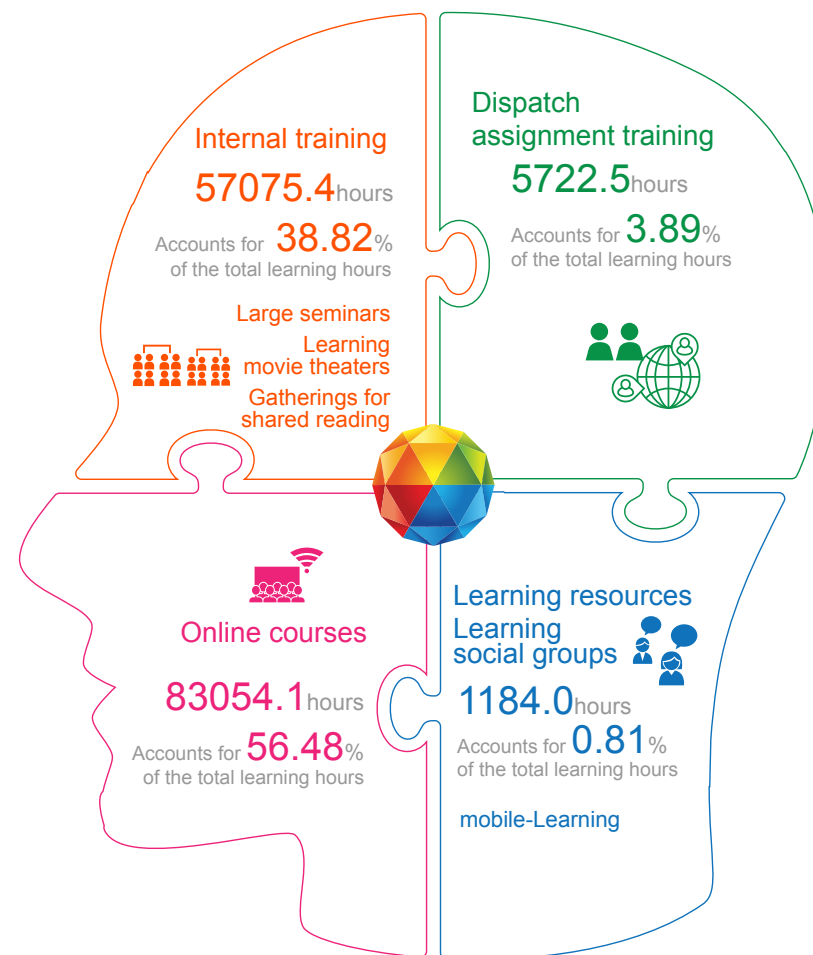 Internal training
57075.4hours
Accounts for 38.82%
of the total learning hours
Large seminars
Learning
movie theaters
Gatherings for
shared reading
Dispatch
assignment training
5722.5hours
Accounts for 3.89%
of the total learning hours
Online courses
83054.1hours
Accounts for 56.48%
of the total learning hours
Learning resources
Learning
social groups
1184.0hours
Accounts for 0.81%
of the total learning hours
mobile-Learning